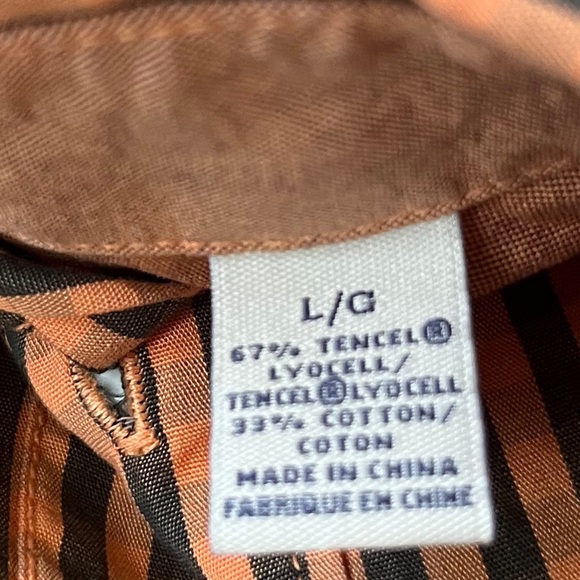 L/G
67% TENCEL®
LYOCELL/
TENCEL®LYOCELL
33% COTTON/
COTON
MADE IN CHINA
FABRIQUE EN CHINE